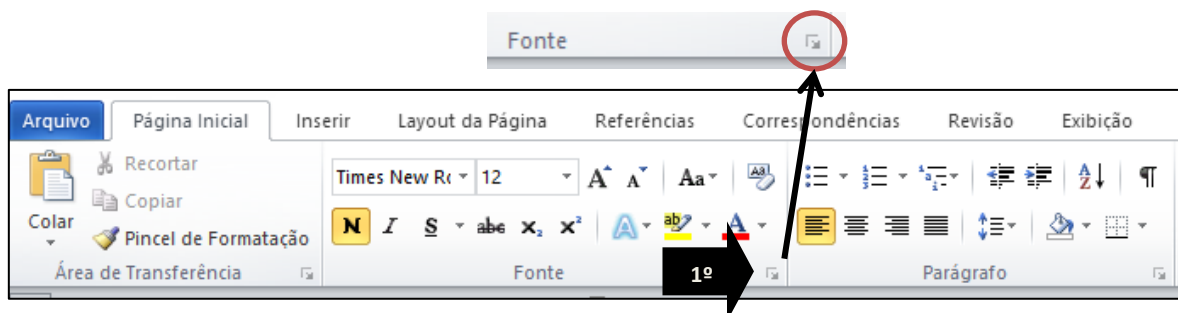 Fonte
Arquivo Página Inicial Inserir Layout da Página Referências Correspondências Revisão Exibição
Recortar
Times New Ro 12 A A Aa
Copiar
Colar
Pincel de Formatação
N I S abc x₂ x² A ab A
Área de Transferência Fonte 1º Parágrafo